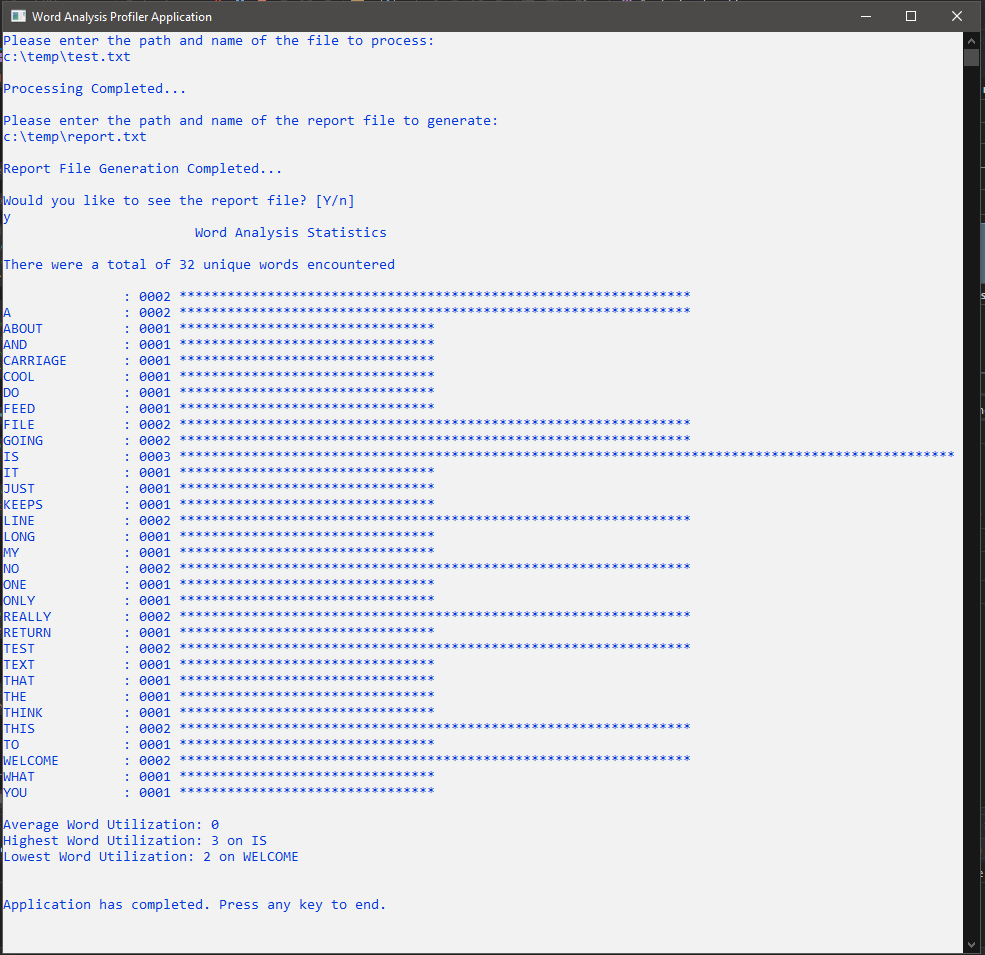 Word Analysis Profiler Application
Please enter the path and name of the file to process:
c:\temp\test.txt
Processing Completed...
Please enter the path and name of the report file to generate:
c:\temp\report.txt
Report File Generation Completed...
Would you like to see the report file? [Y/n]
y
Word Analysis Statistics
There were a total of 32 unique words encountered
: 0002 ****************************************************************
A : 0002 ****************************************************************
ABOUT : 0001 ********************************
AND : 0001 ********************************
CARRIAGE : 0001 ********************************
COOL : 0001 ********************************
DO : 0001 ********************************
FEED : 0001 ********************************
FILE : 0002 ****************************************************************
GOING : 0002 ****************************************************************
IS : 0003 *************************************************************************************************
IT : 0001 ********************************
JUST : 0001 ********************************
KEEPS : 0001 ********************************
LINE : 0002 ****************************************************************
LONG : 0001 ********************************
MY : 0001 ********************************
NO : 0002 ****************************************************************
ONE : 0001 ********************************
ONLY : 0001 ********************************
REALLY : 0002 ****************************************************************
RETURN : 0001 ********************************
TEST : 0002 ****************************************************************
TEXT : 0001 ********************************
THAT : 0001 ********************************
THE : 0001 ********************************
THINK : 0001 ********************************
THIS : 0002 ****************************************************************
TO : 0001 ********************************
WELCOME : 0002 ****************************************************************
WHAT : 0001 ********************************
YOU : 0001 ********************************
Average Word Utilization: 0
Highest Word Utilization: 3 on IS
Lowest Word Utilization: 2 on WELCOME
Application has completed. Press any key to end.